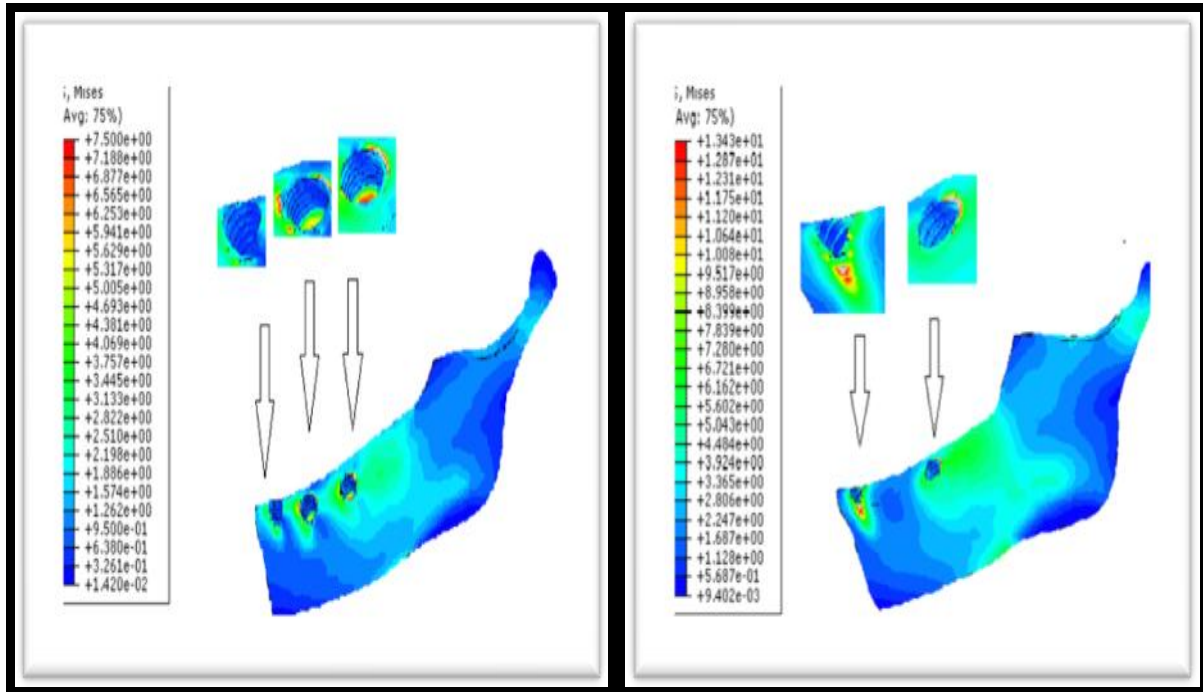 S, Mises
(Avg: 75%)
+7.500e+00
+7.188e+00
+6.877e+00
+6.565e+00
+6.253e+00
+5.941e+00
+5.629e+00
+5.317e+00
+5.005e+00
+4.693e+00
+4.381e+00
+4.069e+00
+3.757e+00
+3.445e+00
+3.133e+00
+2.822e+00
+2.510e+00
+2.198e+00
+1.886e+00
+1.574e+00
+1.262e+00
+9.500e-01
+6.380e-01
+3.261e-01
+1.420e-02
S, Mises
(Avg: 75%)
+1.343e+01
+1.287e+01
+1.231e+01
+1.175e+01
+1.120e+01
+1.064e+01
+1.008e+01
+9.517e+00
+8.958e+00
+8.399e+00
+7.839e+00
+7.280e+00
+6.721e+00
+6.162e+00
+5.602e+00
+5.043e+00
+4.484e+00
+3.924e+00
+3.365e+00
+2.806e+00
+2.247e+00
+1.687e+00
+1.128e+00
+5.687e-01
+9.402e-03